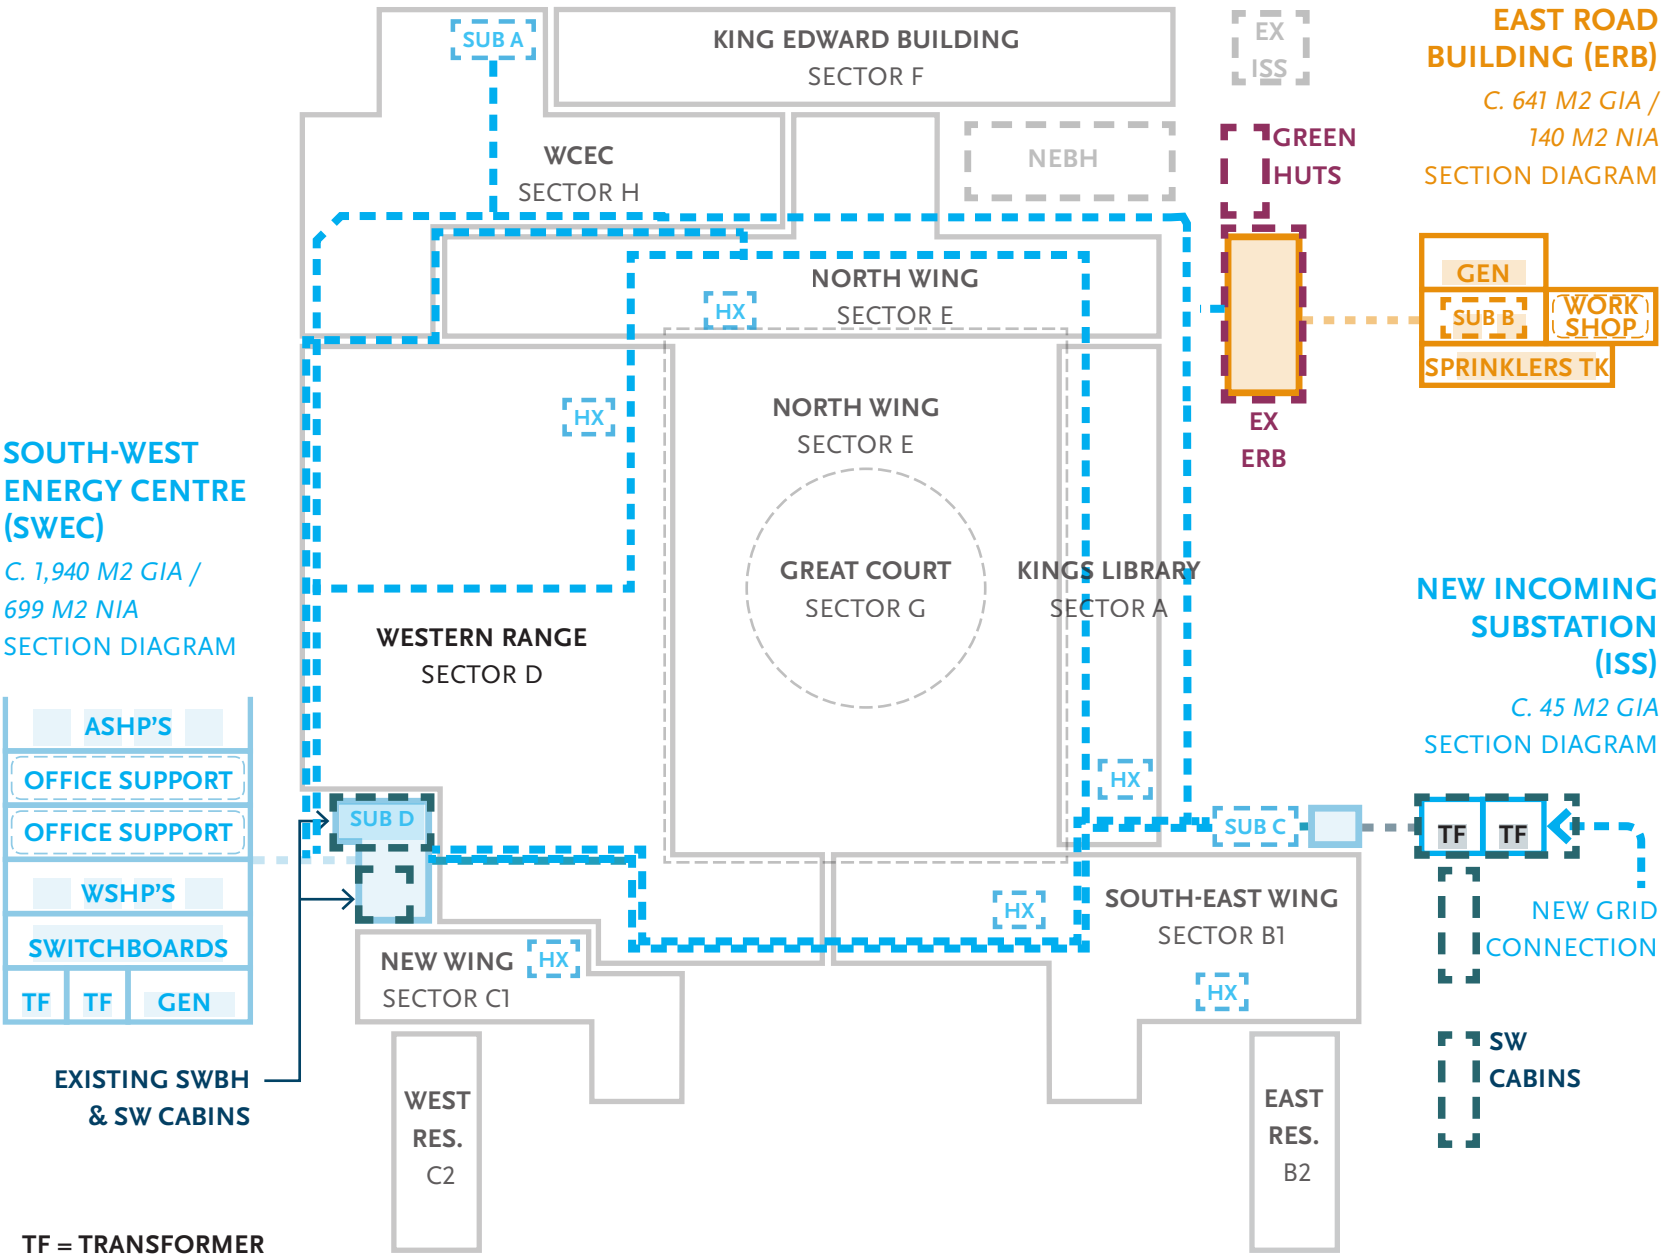 SUB A
KING EDWARD BUILDING
SECTOR F
EX
ISS
EAST ROAD
BUILDING (ERB)
C. 641 M2 GIA /
140 M2 NIA
SECTION DIAGRAM
GREEN
HUTS
NEBH
WCEC
SECTOR H
NORTH WING
SECTOR E
HX
GEN
SUB B
WORK
SHOP
SPRINKLERS TK
EX
ERB
HX
NORTH WING
SECTOR E
SOUTH-WEST
ENERGY CENTRE
(SWEC)
C. 1,940 M2 GIA /
699 M2 NIA
SECTION DIAGRAM
GREAT COURT
SECTOR G
KINGS LIBRARY
SECTOR A
WESTERN RANGE
SECTOR D
NEW INCOMING
SUBSTATION
(ISS)
C. 45 M2 GIA
SECTION DIAGRAM
ASHP'S
OFFICE SUPPORT
OFFICE SUPPORT
WSHP'S
SWITCHBOARDS
TF
TF
GEN
SUB D
HX
SUB C
TF
TF
NEW GRID
CONNECTION
HX
SOUTH-EAST WING
SECTOR B1
NEW WING
SECTOR C1
HX
HX
SW
CABINS
EXISTING SWBH
& SW CABINS
WEST
RES.
C2
EAST
RES.
B2
TF = TRANSFORMER